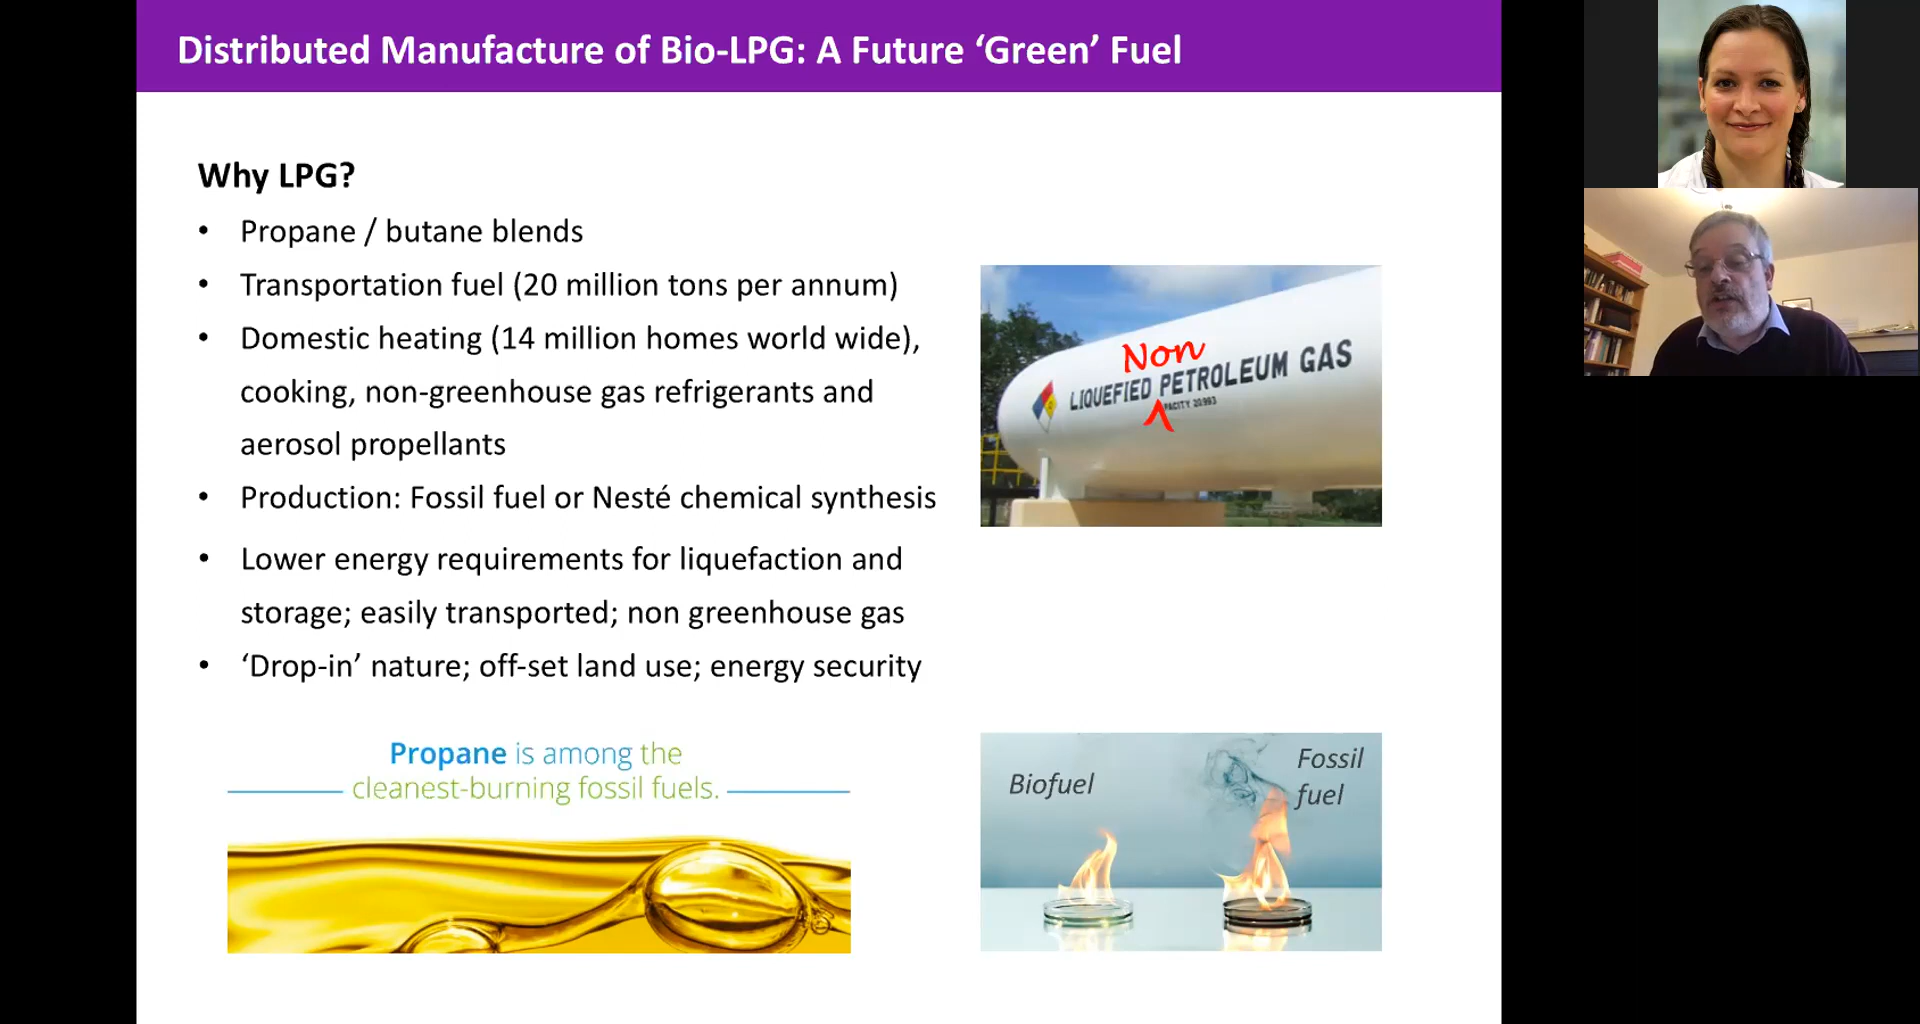 Distributed Manufacture of Bio-LPG: A Future ‘Green’ Fuel
Why LPG?
• Propane / butane blends
• Transportation fuel (20 million tons per annum)
• Domestic heating (14 million homes world wide),
cooking, non-greenhouse gas refrigerants and
aerosol propellants
• Production: Fossil fuel or Nesté chemical synthesis
• Lower energy requirements for liquefaction and
storage; easily transported; non greenhouse gas
• ‘Drop-in’ nature; off-set land use; energy security
Non
LIQUEFIED PETROLEUM GAS
Propane is among the
cleanest-burning fossil fuels.
Biofuel
Fossil
fuel